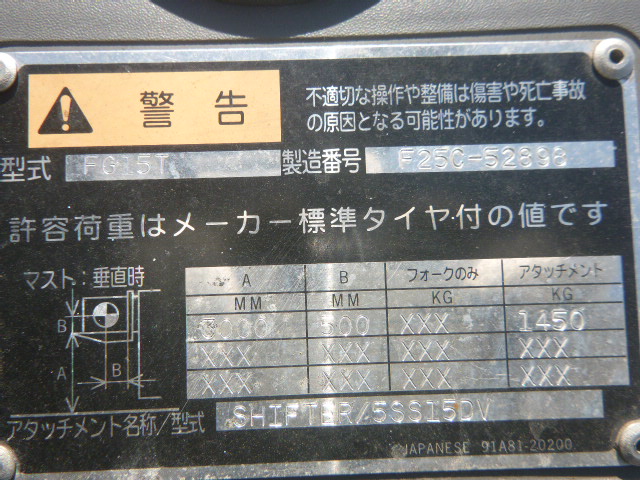 警告
不適切な操作や整備は傷害や死亡事故
の原因となる可能性があります。
型式 FG15T 製造番号 F25C-52898
許容荷重はメーカー標準タイヤ付の値です
マスト：垂直時
A B フォークのみ アタッチメント
MM MM KG KG
3000 500 XXX 1450
XXX XXX XXX XXX
XXX XXX XXX XXX
B
A
B
アタッチメント名称/型式 SHIFTER/5SS15DV
JAPANESE 91A81-20200